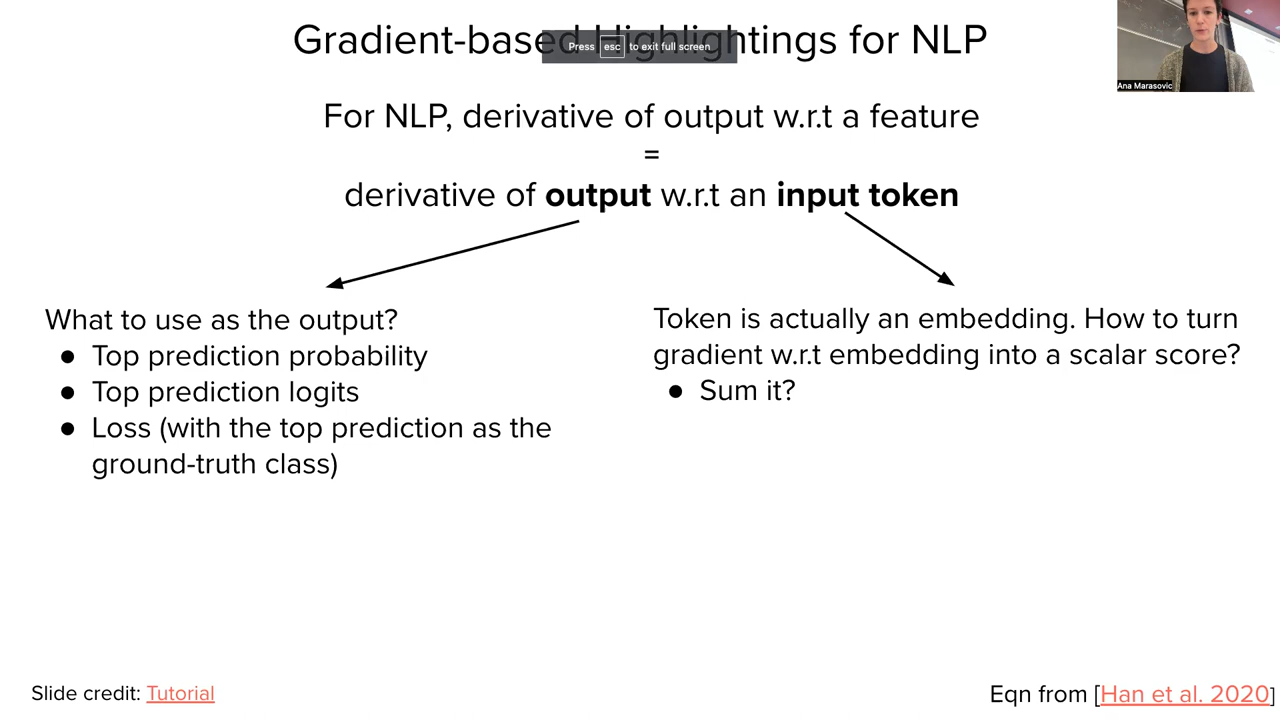 Gradient-based Highlightings for NLP
Press esc to exit full screen
Ana Marasovic
For NLP, derivative of output w.r.t a feature
=
derivative of output w.r.t an input token
What to use as the output?
● Top prediction probability
● Top prediction logits
● Loss (with the top prediction as the
ground-truth class)
Token is actually an embedding. How to turn
gradient w.r.t embedding into a scalar score?
● Sum it?
Slide credit: Tutorial
Eqn from [Han et al. 2020]